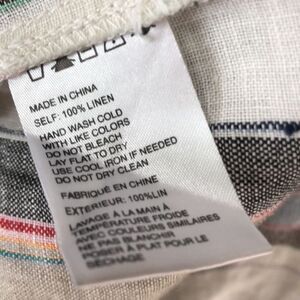 MADE IN CHINA
SELF: 100% LINEN
HAND WASH COLD
WITH LIKE COLORS
DO NOT BLEACH
LAY FLAT TO DRY
USE COOL IRON IF NEEDED
DO NOT DRY CLEAN
FABRIQUÉ EN CHINE
EXTERIEUR: 100%LIN
LAVAGE À LA MAIN À
TEMPÉRATURE FROIDE
AVEC COULEURS SIMILAIRES
NE PAS BLANCHIR
POSER À PLAT POUR LE
SÉCHAGE